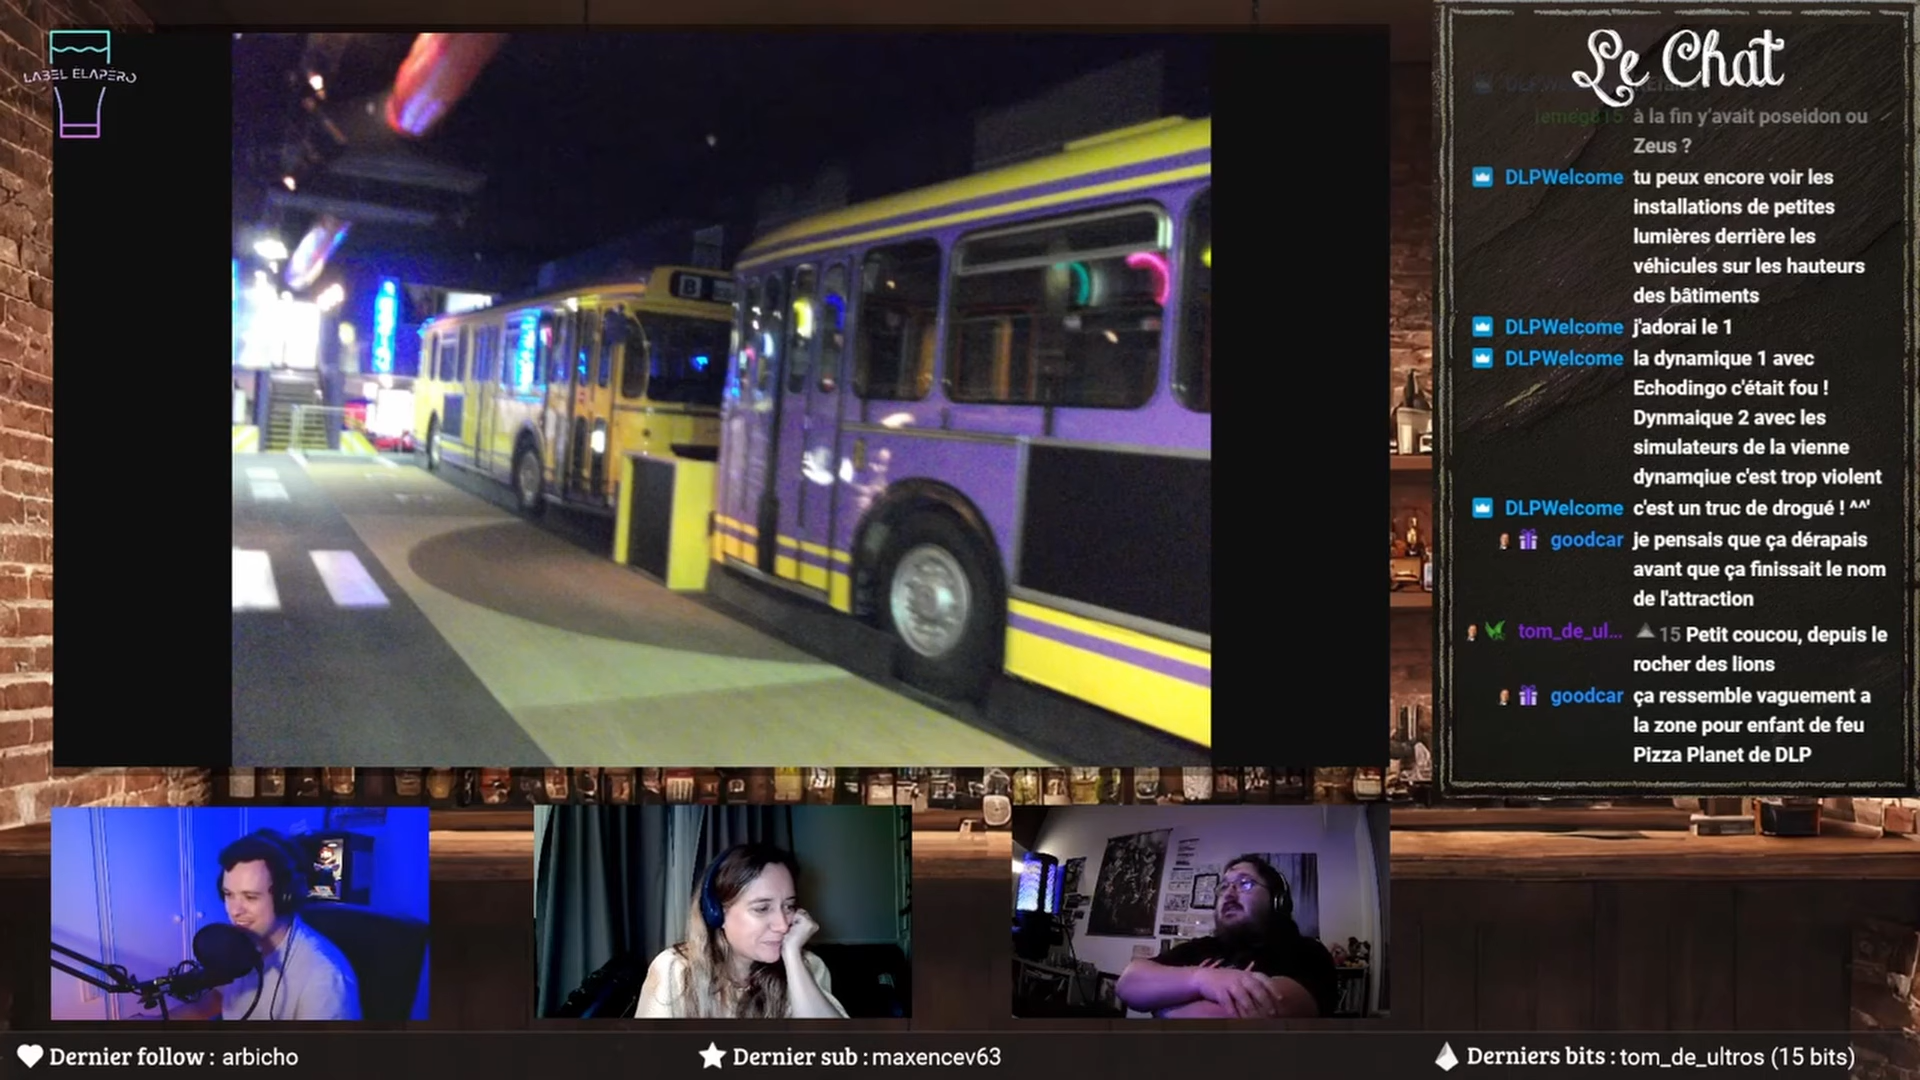 LABEL ÉLAPÉRO
B
Le Chat
à la fin y'avait poseidon ou
Zeus ?
DLPWelcome tu peux encore voir les
installations de petites
lumières derrière les
véhicules sur les hauteurs
des bâtiments
DLPWelcome j'adorai le 1
DLPWelcome la dynamique 1 avec
Echodingo c'était fou !
Dynmaique 2 avec les
simulateurs de la vienne
dynamqiue c'est trop violent
DLPWelcome c'est un truc de drogué ! ^^'
goodcar je pensais que ça dérapais
avant que ça finissait le nom
de l'attraction
tom_de_ul... 15 Petit coucou, depuis le
rocher des lions
goodcar ça ressemble vaguement a
la zone pour enfant de feu
Pizza Planet de DLP
Dernier follow : arbicho
Dernier sub : maxencev63
Derniers bits : tom_de_ultros (15 bits)